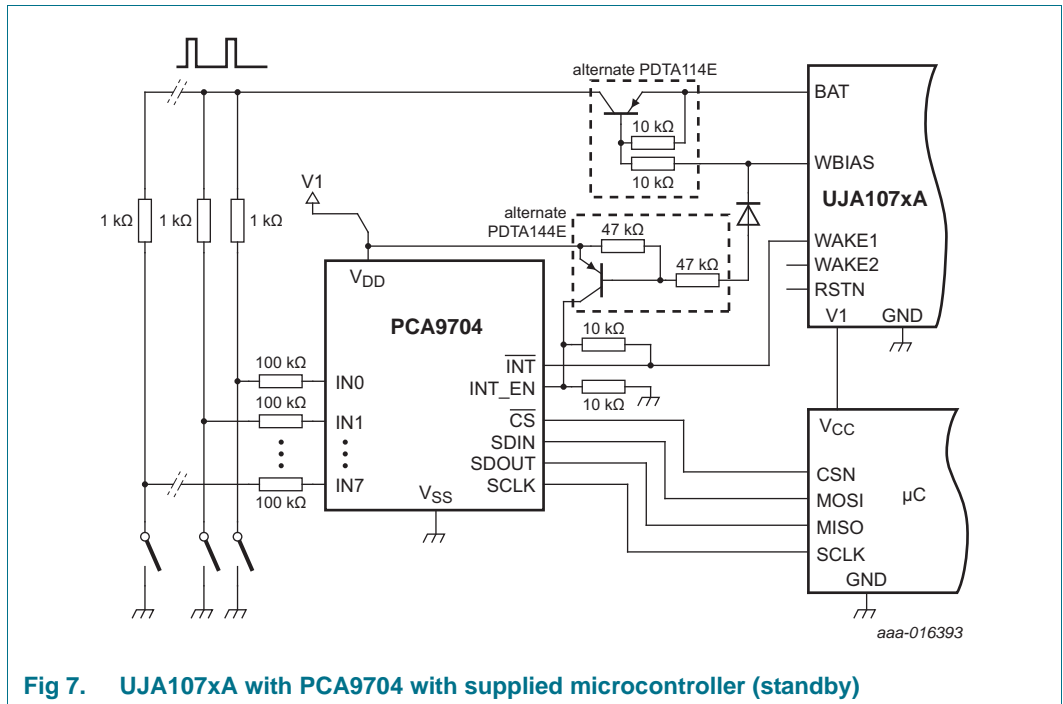 alternate PDTA114E
BAT
10 kΩ
10 kΩ
WBIAS
UJA107xA
V1
1 kΩ
1 kΩ
1 kΩ
alternate
PDTA144E
47 kΩ
47 kΩ
WAKE1
WAKE2
RSTN
V1
GND
VDD
PCA9704
10 kΩ
INT
INT_EN
10 kΩ
100 kΩ
IN0
100 kΩ
IN1
IN7
100 kΩ
CS
SDIN
SDOUT
SCLK
VSS
VCC
CSN
MOSI
MISO
SCLK
µC
GND
aaa-016393
Fig 7. UJA107xA with PCA9704 with supplied microcontroller (standby)